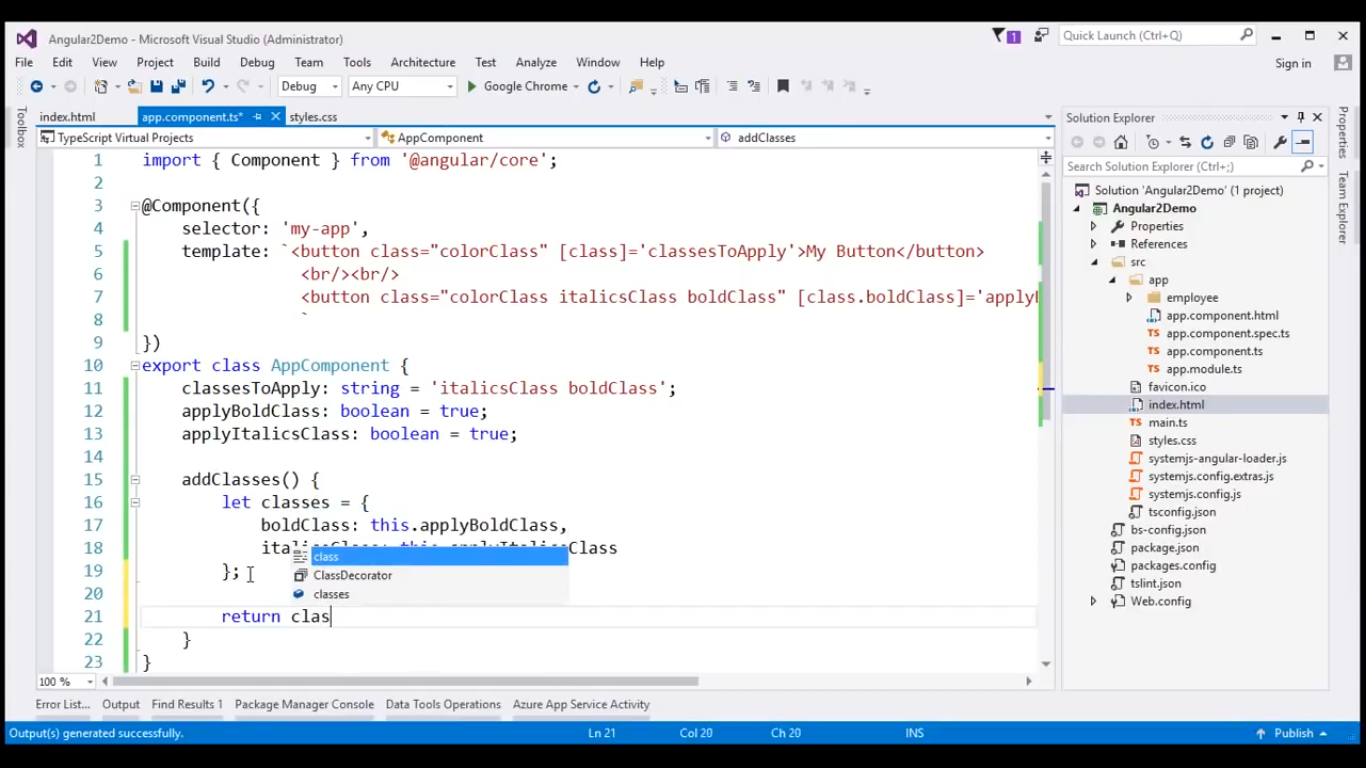 Angular2Demo - Microsoft Visual Studio (Administrator)
1
Quick Launch (Ctrl+Q)
File Edit View Project Build Debug Team Tools Architecture Test Analyze Window Help
Sign in
Debug Any CPU Google Chrome
index.html app.component.ts* styles.css
TypeScript Virtual Projects AppComponent addClasses
Toolbox
1 import { Component } from '@angular/core';
2
3 @Component({
4 selector: 'my-app',
5 template: `<button class="colorClass" [class]='classesToApply'>My Button</button>
6 <br/><br/>
7 <button class="colorClass italicsClass boldClass" [class.boldClass]='apply
8 `
9 })
10 export class AppComponent {
11 classesToApply: string = 'italicsClass boldClass';
12 applyBoldClass: boolean = true;
13 applyItalicsClass: boolean = true;
14
15 addClasses() {
16 let classes = {
17 boldClass: this.applyBoldClass,
18 italicsClass: this.applyItalicsClass
class
19 };
ClassDecorator
20
classes
21 return clas
22 }
23 }
100 %
Solution Explorer
Search Solution Explorer (Ctrl+;)
Solution 'Angular2Demo' (1 project)
Angular2Demo
Properties
References
src
app
employee
app.component.html
app.component.spec.ts
app.component.ts
app.module.ts
favicon.ico
index.html
main.ts
styles.css
systemjs-angular-loader.js
systemjs.config.extras.js
systemjs.config.js
tsconfig.json
bs-config.json
package.json
packages.config
tslint.json
Web.config
Properties
Team Explorer
Error List... Output Find Results 1 Package Manager Console Data Tools Operations Azure App Service Activity
Output(s) generated successfully. Ln 21 Col 20 Ch 20 INS Publish